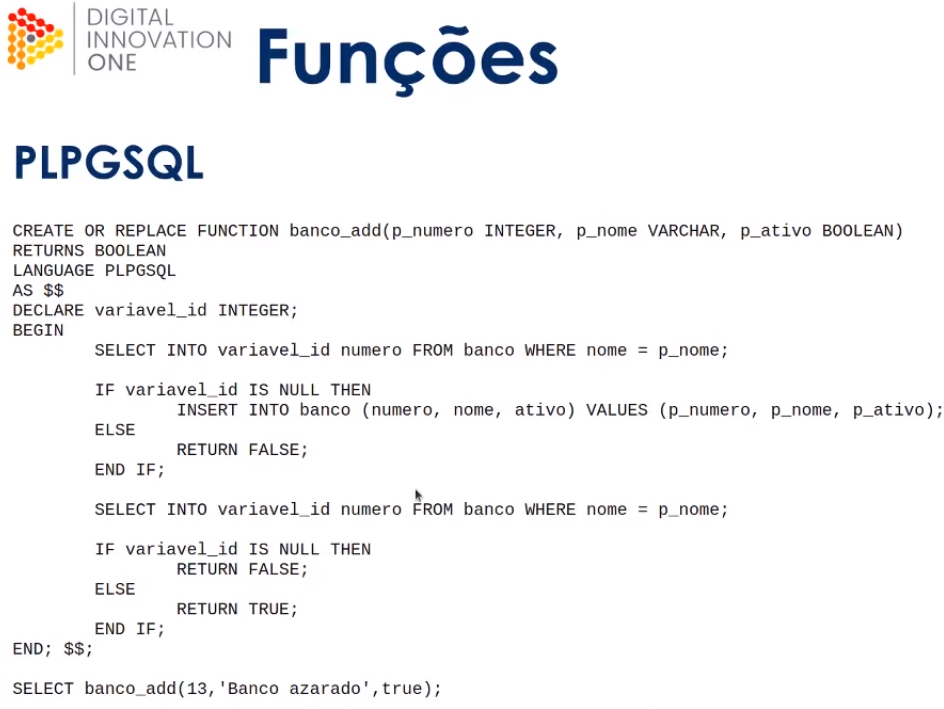 DIGITAL
INNOVATION
ONE
Funções
PLPGSQL
CREATE OR REPLACE FUNCTION banco_add(p_numero INTEGER, p_nome VARCHAR, p_ativo BOOLEAN)
RETURNS BOOLEAN
LANGUAGE PLPGSQL
AS $$
DECLARE variavel_id INTEGER;
BEGIN
        SELECT INTO variavel_id numero FROM banco WHERE nome = p_nome;

        IF variavel_id IS NULL THEN
                INSERT INTO banco (numero, nome, ativo) VALUES (p_numero, p_nome, p_ativo);
        ELSE
                RETURN FALSE;
        END IF;

        SELECT INTO variavel_id numero FROM banco WHERE nome = p_nome;

        IF variavel_id IS NULL THEN
                RETURN FALSE;
        ELSE
                RETURN TRUE;
        END IF;
END; $$;

SELECT banco_add(13,'Banco azarado',true);